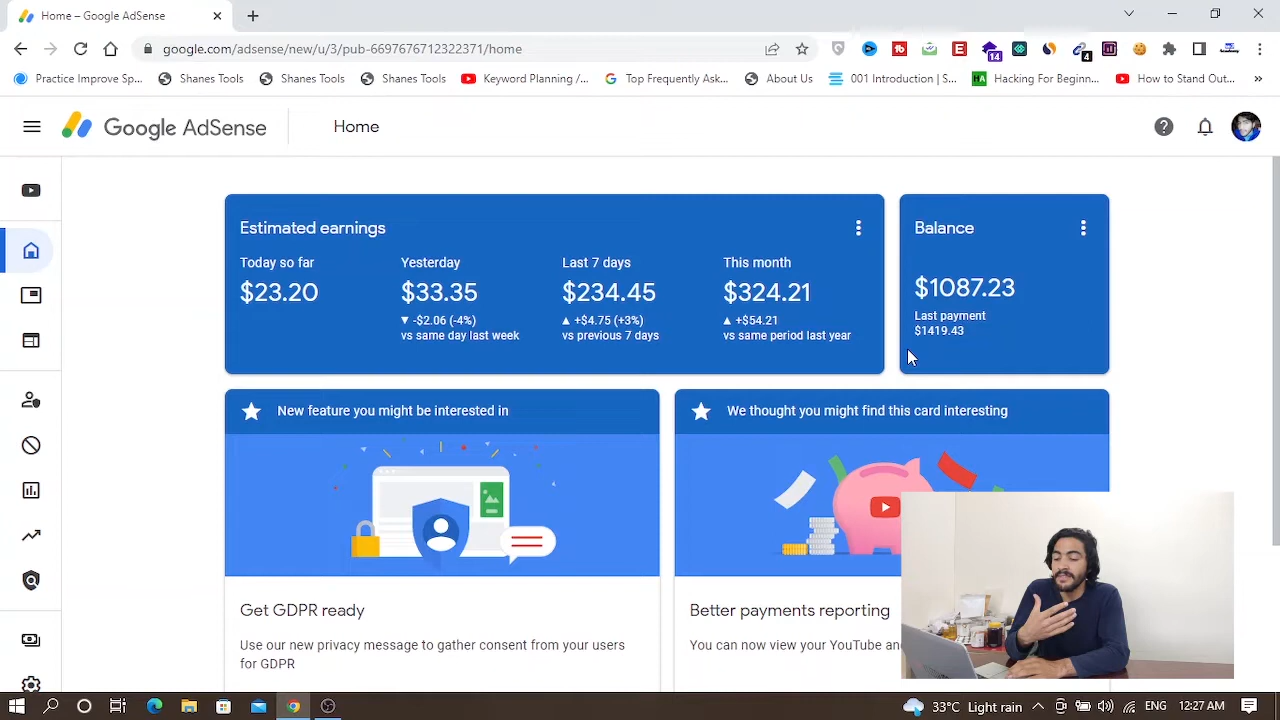 Home – Google AdSense
google.com/adsense/new/u/3/pub-6697676712322371/home
14
4
Practice Improve Sp...
Shanes Tools
Shanes Tools
Shanes Tools
Keyword Planning /...
Top Frequently Ask...
About Us
001 Introduction | S...
HA
Hacking For Beginn...
How to Stand Out...
»
Google AdSense
Home
Estimated earnings
Today so far
$23.20
Yesterday
$33.35
▼ -$2.06 (-4%)
vs same day last week
Last 7 days
$234.45
▲ +$4.75 (+3%)
vs previous 7 days
This month
$324.21
▲ +$54.21
vs same period last year
Balance
$1087.23
Last payment
$1419.43
New feature you might be interested in
We thought you might find this card interesting
Get GDPR ready
Use our new privacy message to gather consent from your users
for GDPR
Better payments reporting
You can now view your YouTube
33°C Light rain
ENG
12:27 AM